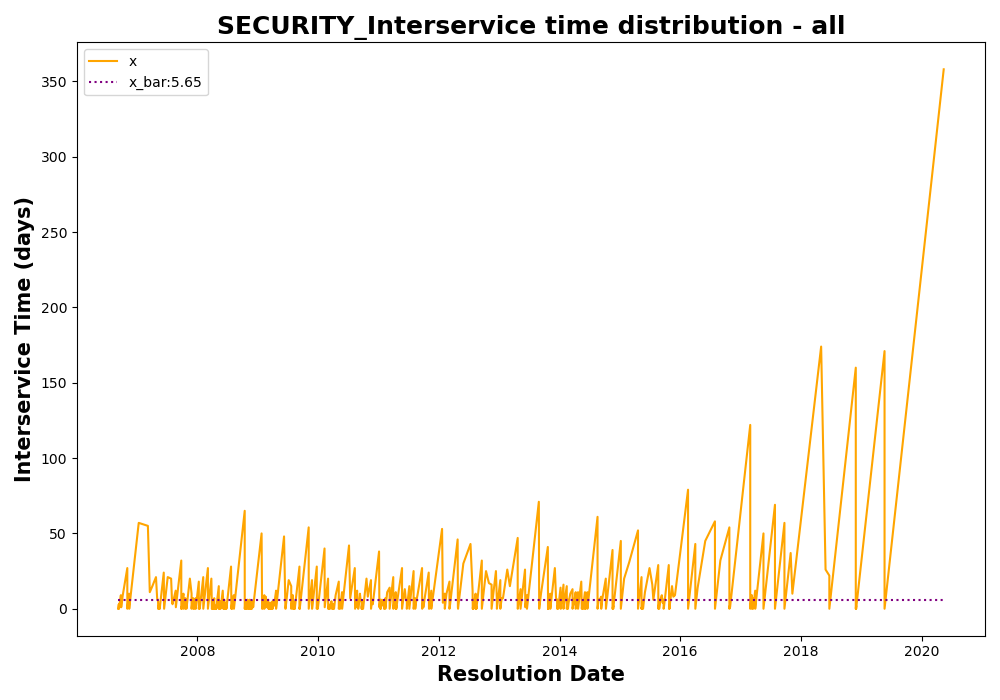 SECURITY_Interservice time distribution - all
x
x_bar:5.65
Interservice Time (days)
350
300
250
200
150
100
50
0
2008 2010 2012 2014 2016 2018 2020
Resolution Date